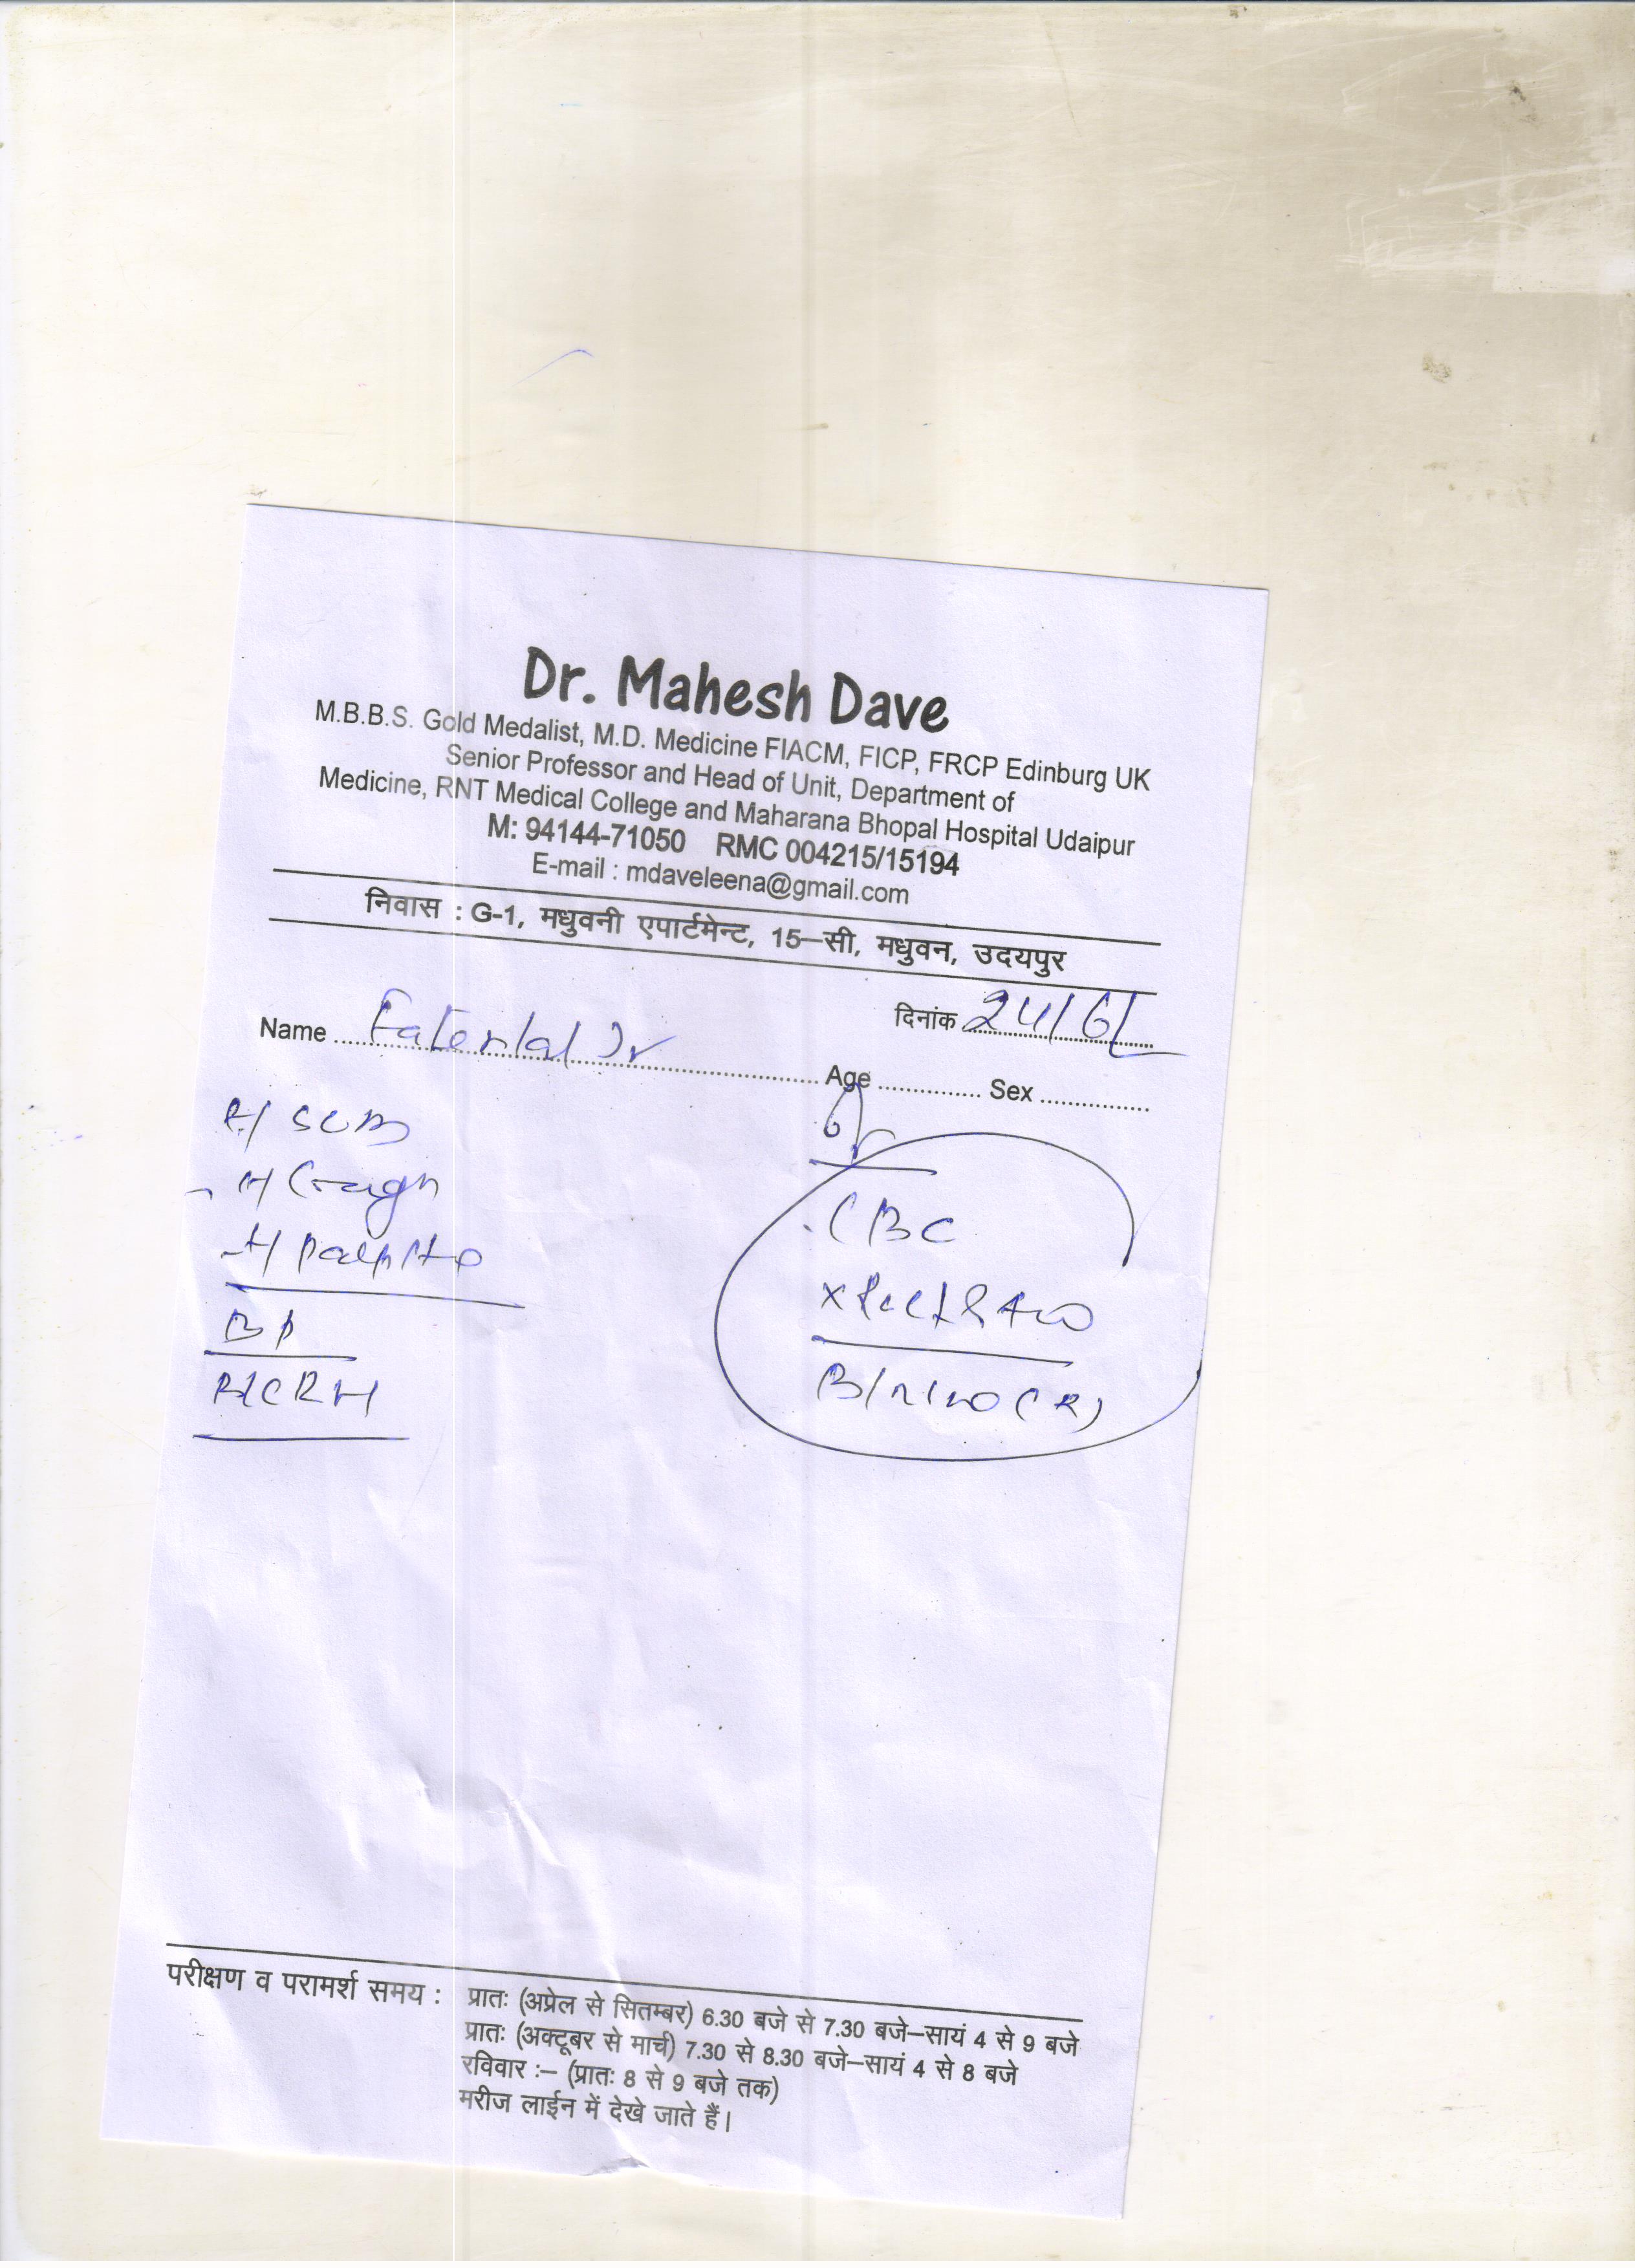 Dr. Mahesh Dave
M.B.B.S. Gold Medalist, M.D. Medicine FIACM, FICP, FRCP Edinburg UK
Senior Professor and Head of Unit, Department of
Medicine, RNT Medical College and Maharana Bhopal Hospital Udaipur
M: 94144-71050 RMC 004215/15194
E-mail : mdaveleena@gmail.com
निवास : G-1, मधुवनी एपार्टमेन्ट, 15–सी, मधुवन, उदयपुर
दिनांक 24/6/
Name
Age Sex
H/ Cough
CBC
BP
परीक्षण व परामर्श समय : प्रातः (अप्रेल से सितम्बर) 6.30 बजे से 7.30 बजे–सायं 4 से 9 बजे
प्रातः (अक्टूबर से मार्च) 7.30 से 8.30 बजे–सायं 4 से 8 बजे
रविवार :– (प्रातः 8 से 9 बजे तक)
मरीज लाईन में देखे जाते हैं।